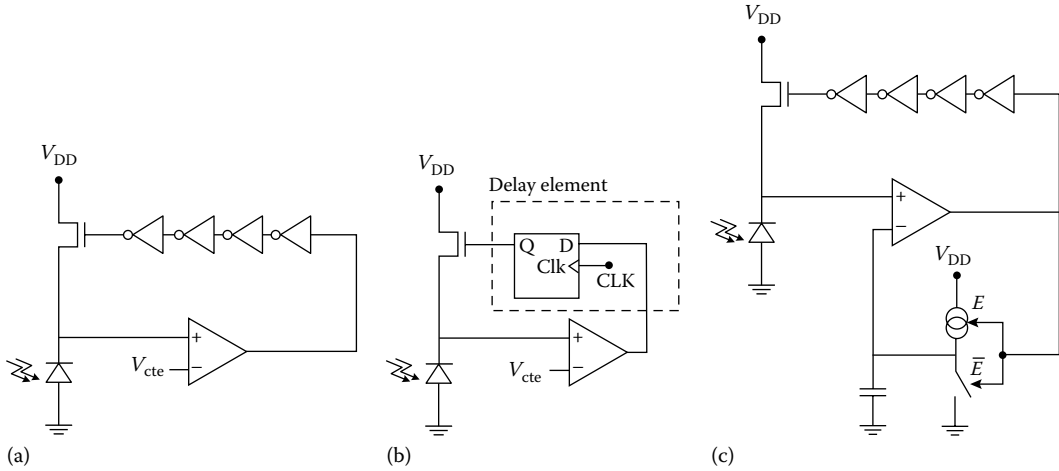 V_DD
V_cte
(a)
V_DD
Delay element
Q D
Clk
CLK
V_cte
(b)
V_DD
V_DD
E
E̅
(c)
+
−
+
−
+
−